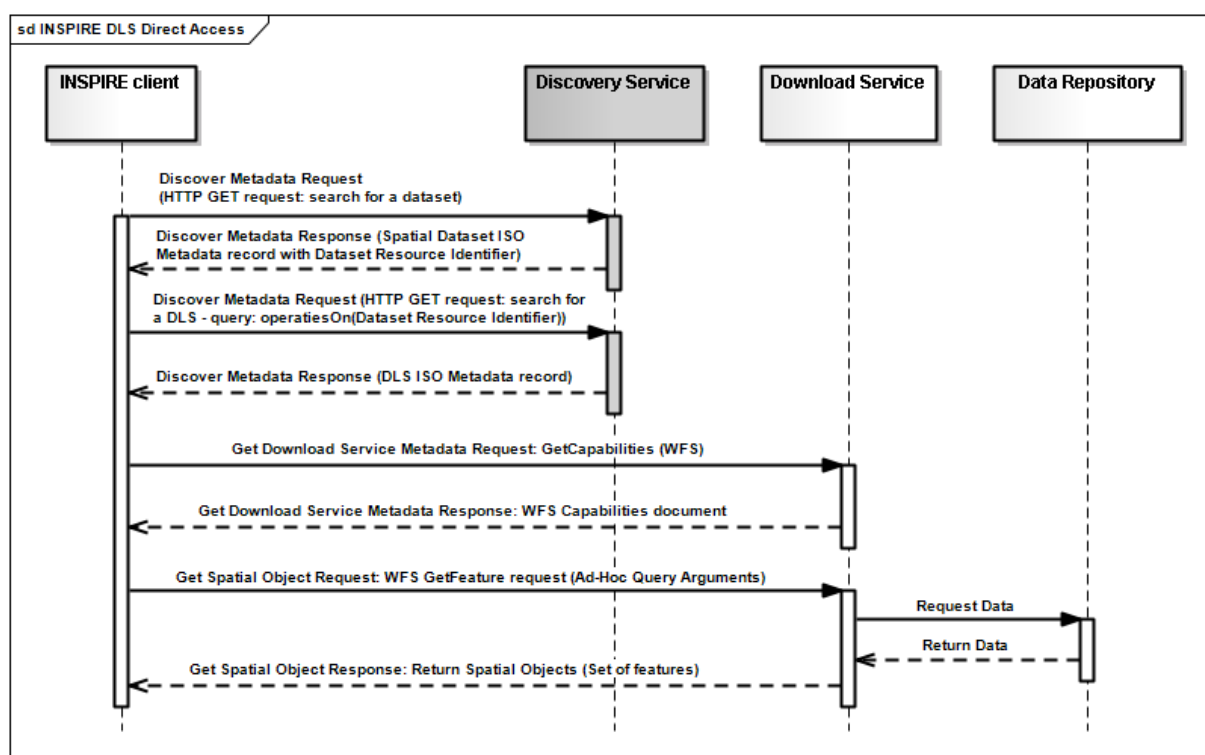 sd INSPIRE DLS Direct Access
INSPIRE client
Discovery Service
Download Service
Data Repository
Discover Metadata Request
(HTTP GET request: search for a dataset)
Discover Metadata Response (Spatial Dataset ISO
Metadata record with Dataset Resource Identifier)
Discover Metadata Request (HTTP GET request: search for
a DLS - query: operatiesOn(Dataset Resource Identifier))
Discover Metadata Response (DLS ISO Metadata record)
Get Download Service Metadata Request: GetCapabilities (WFS)
Get Download Service Metadata Response: WFS Capabilities document
Get Spatial Object Request: WFS GetFeature request (Ad-Hoc Query Arguments)
Request Data
Return Data
Get Spatial Object Response: Return Spatial Objects (Set of features)